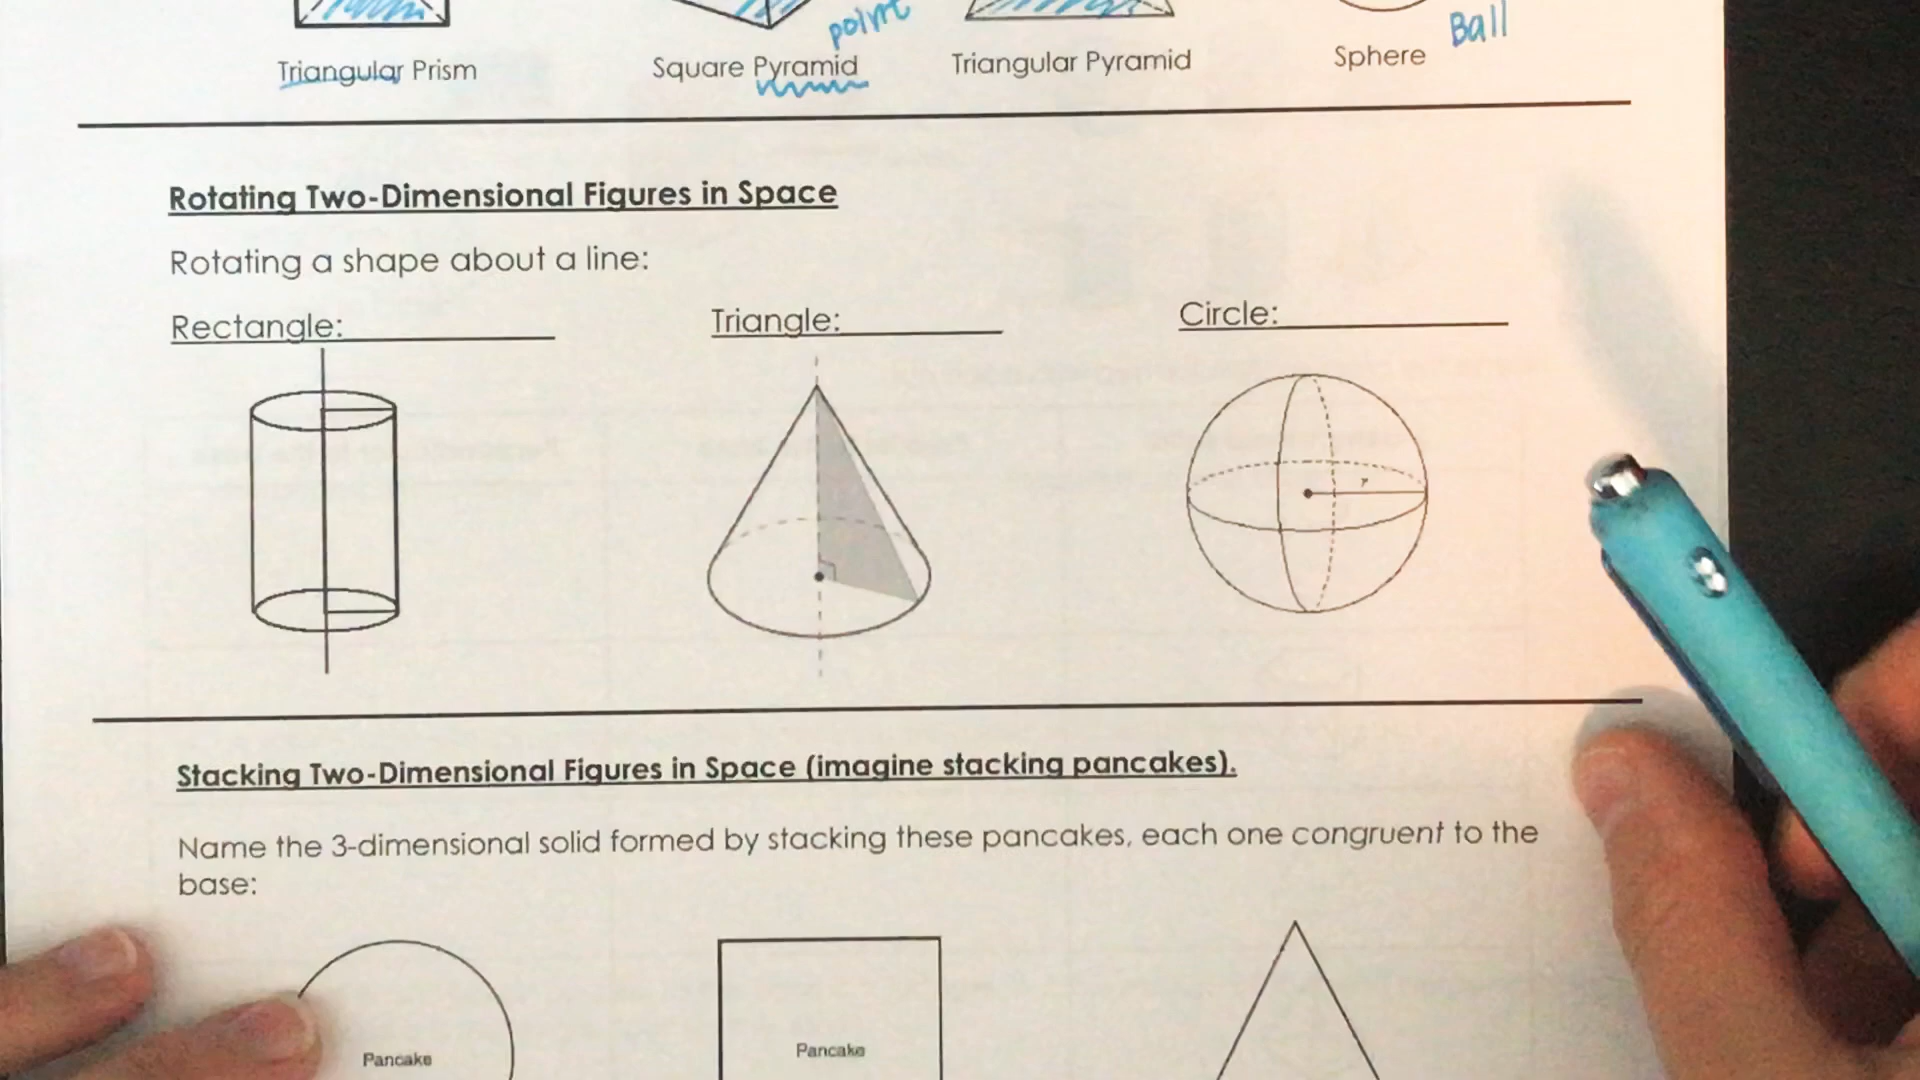 point
Ball
Triangular Prism
Square Pyramid
Triangular Pyramid
Sphere
Rotating Two-Dimensional Figures in Space
Rotating a shape about a line:
Rectangle:
Triangle:
Circle:
r
Stacking Two-Dimensional Figures in Space (imagine stacking pancakes).
Name the 3-dimensional solid formed by stacking these pancakes, each one congruent to the
base:
Pancake
Pancake